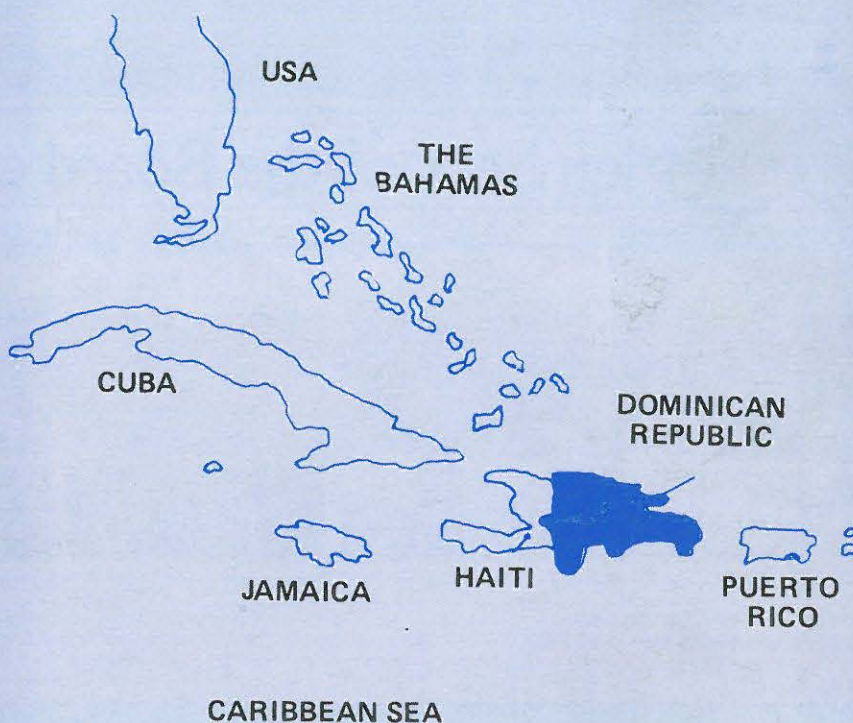 USA
THE
BAHAMAS
CUBA
DOMINICAN
REPUBLIC
JAMAICA
HAITI
PUERTO
RICO
CARIBBEAN SEA